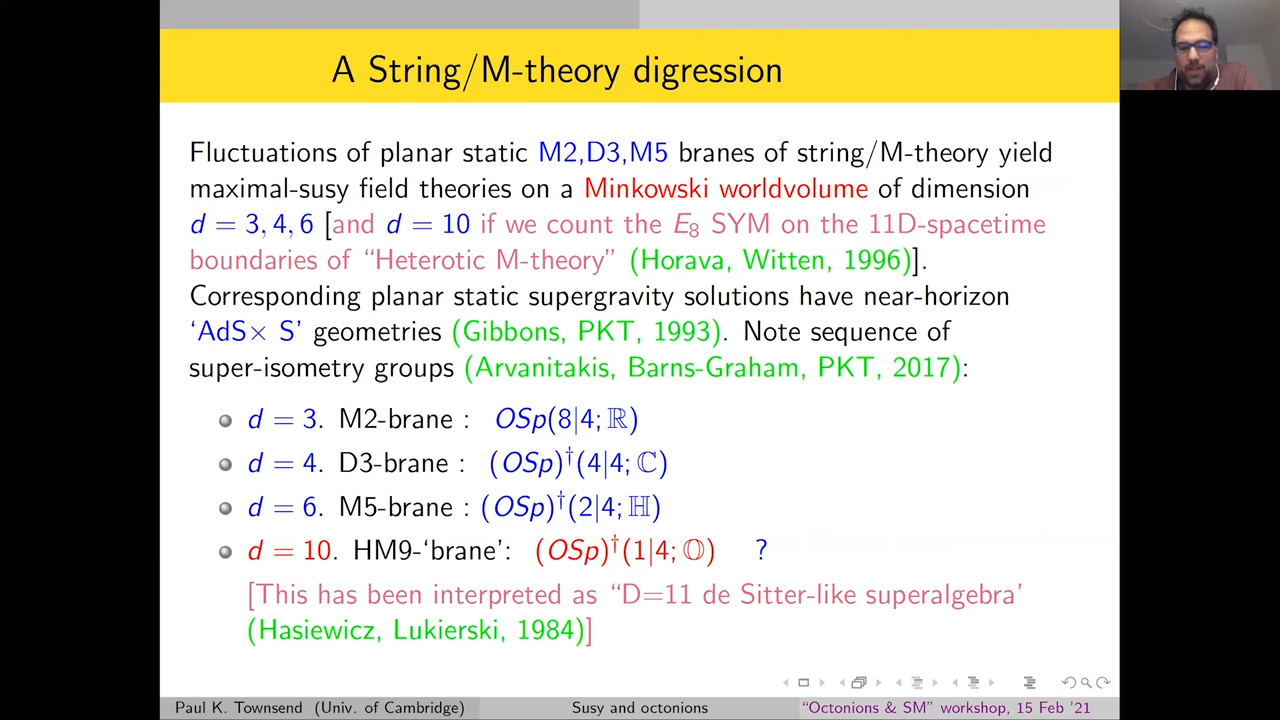 A String/M-theory digression
Fluctuations of planar static M2,D3,M5 branes of string/M-theory yield
maximal-susy field theories on a Minkowski worldvolume of dimension
d = 3, 4, 6 [and d = 10 if we count the E₈ SYM on the 11D-spacetime
boundaries of “Heterotic M-theory” (Horava, Witten, 1996)].
Corresponding planar static supergravity solutions have near-horizon
‘AdS× S’ geometries (Gibbons, PKT, 1993). Note sequence of
super-isometry groups (Arvanitakis, Barns-Graham, PKT, 2017):
d = 3. M2-brane : OSp(8|4; ℝ)
d = 4. D3-brane : (OSp)†(4|4; ℂ)
d = 6. M5-brane : (OSp)†(2|4; ℍ)
d = 10. HM9-‘brane’: (OSp)†(1|4; 𝕆) ?
[This has been interpreted as “D=11 de Sitter-like superalgebra’
(Hasiewicz, Lukierski, 1984)]
Paul K. Townsend (Univ. of Cambridge) Susy and octonions “Octonions & SM” workshop, 15 Feb ’21